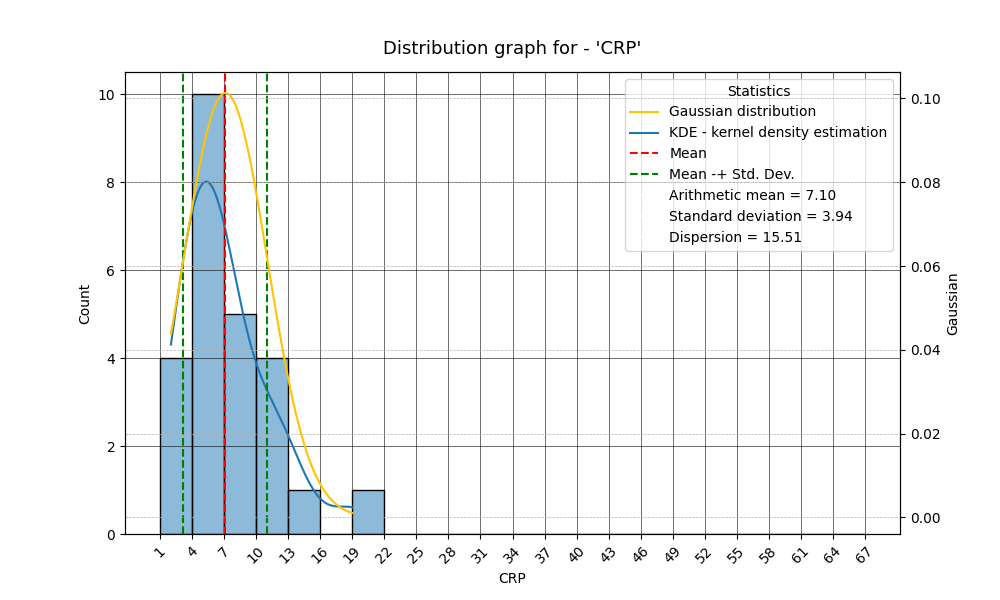 Distribution graph for - 'CRP'
Statistics
Gaussian distribution
KDE - kernel density estimation
Mean
Mean -+ Std. Dev.
Arithmetic mean = 7.10
Standard deviation = 3.94
Dispersion = 15.51
Count
10
8
6
4
2
0
Gaussian
0.10
0.08
0.06
0.04
0.02
0.00
1 4 7 10 13 16 19 22 25 28 31 34 37 40 43 46 49 52 55 58 61 64 67
CRP